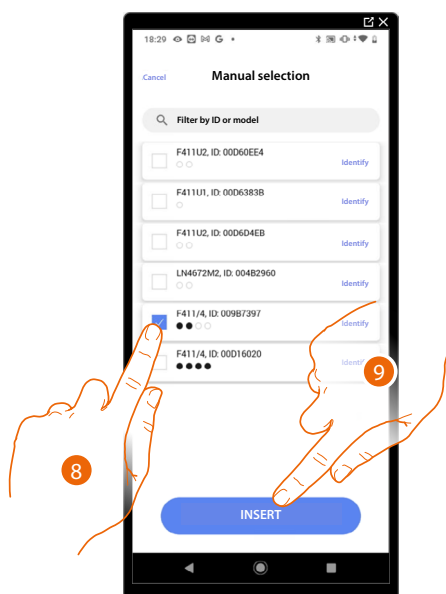 18:29 G
Cancel Manual selection
Filter by ID or model
F411U2, ID: 00D60EE4
Identify
F411U1, ID: 00D6383B
Identify
F411U2, ID: 00D6D4EB
Identify
LN4672M2, ID: 004B2960
Identify
F411/4, ID: 009B7397
Identify
F411/4, ID: 00D16020
Identify
9
8
INSERT